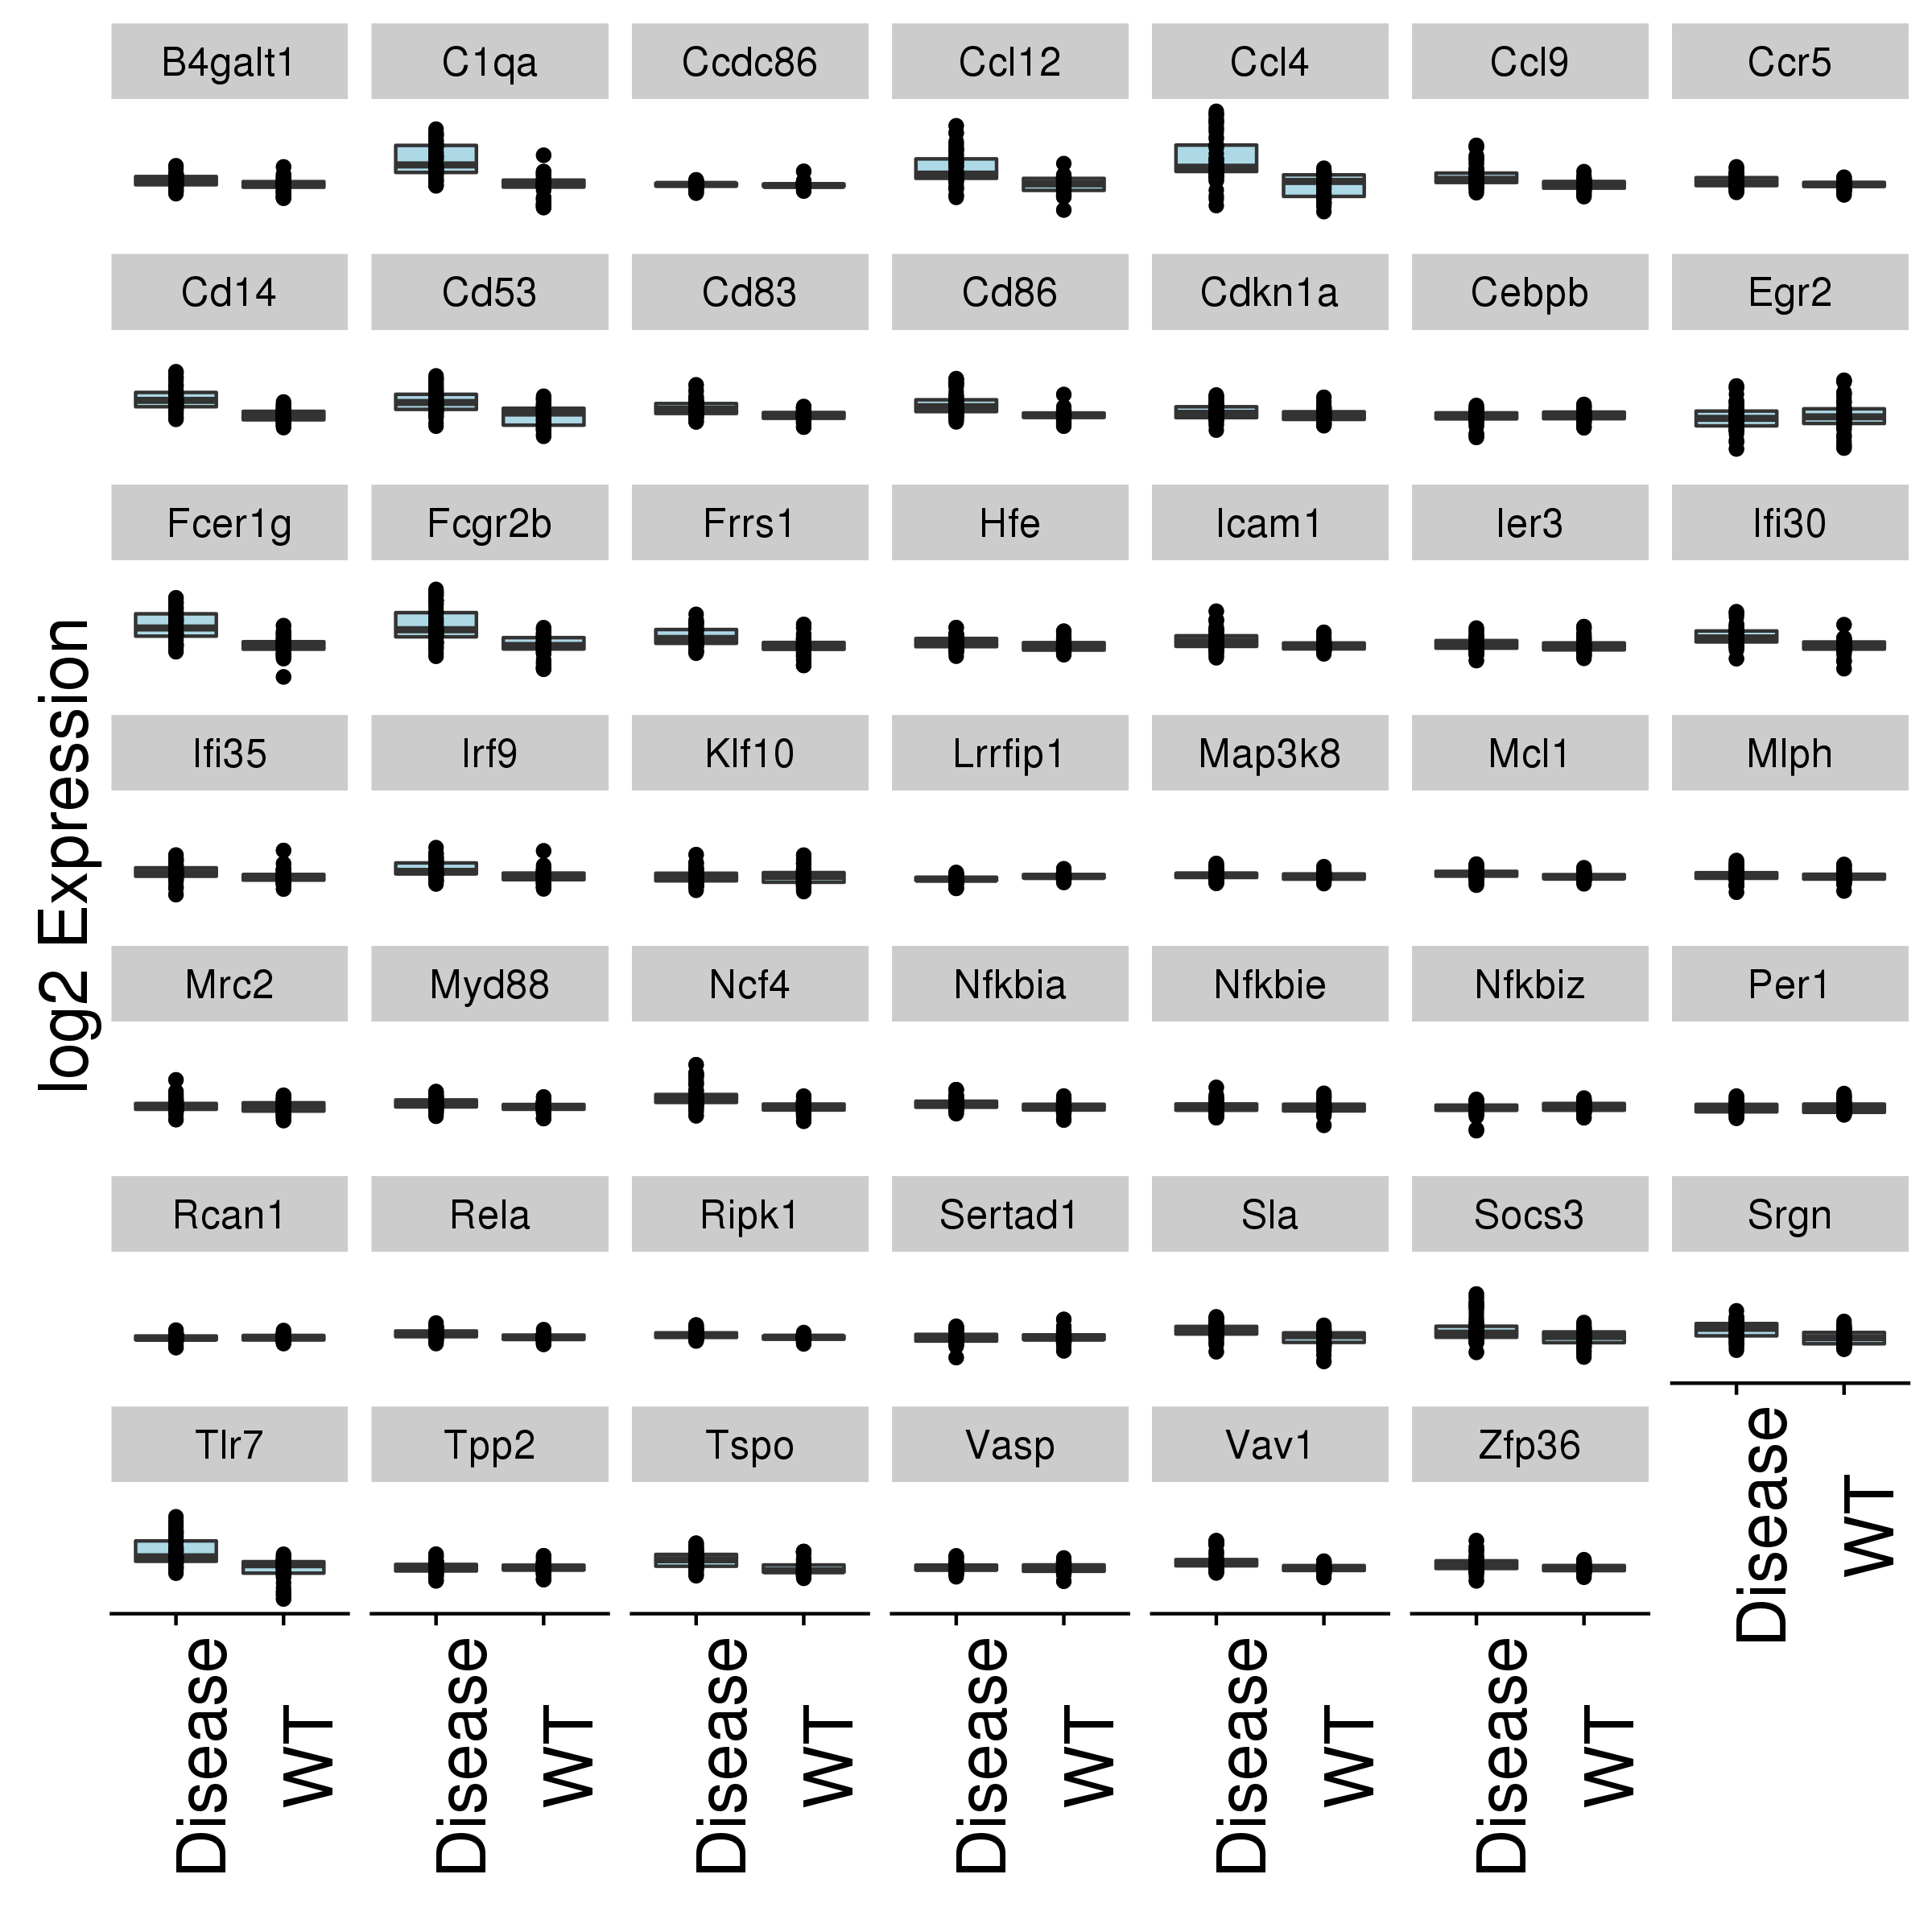 B4galt1 C1qa Ccdc86 Ccl12 Ccl4 Ccl9 Ccr5
Cd14 Cd53 Cd83 Cd86 Cdkn1a Cebpb Egr2
Fcer1g Fcgr2b Frrs1 Hfe Icam1 Ier3 Ifi30
Ifi35 Irf9 Klf10 Lrrfip1 Map3k8 Mcl1 Mlph
Mrc2 Myd88 Ncf4 Nfkbia Nfkbie Nfkbiz Per1
Rcan1 Rela Ripk1 Sertad1 Sla Socs3 Srgn
Tlr7 Tpp2 Tspo Vasp Vav1 Zfp36
log2 Expression
Disease
WT
Disease
WT
Disease
WT
Disease
WT
Disease
WT
Disease
WT
Disease
WT